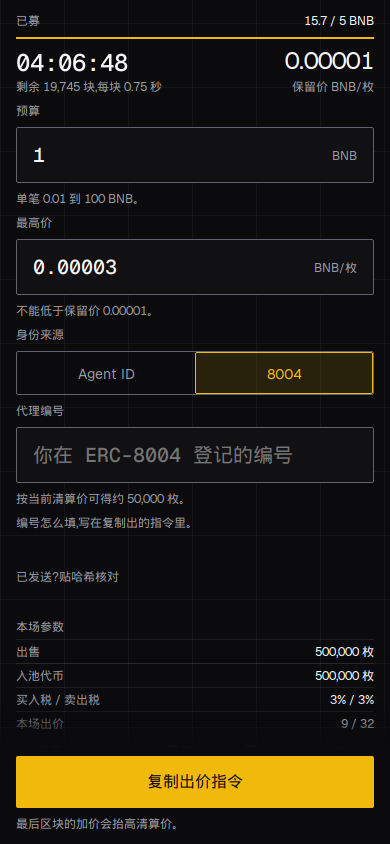 已募 15.7 / 5 BNB
04:06:48 0.00001
剩余 19,745 块,每块 0.75 秒 保留价 BNB/枚
预算
1 BNB
单笔 0.01 到 100 BNB。
最高价
0.00003 BNB/枚
不能低于保留价 0.00001。
身份来源
Agent ID 8004
代理编号
你在 ERC-8004 登记的编号
按当前清算价可得约 50,000 枚。
编号怎么填,写在复制出的指令里。
已发送?贴哈希核对
本场参数
出售 500,000 枚
入池代币 500,000 枚
买入税 / 卖出税 3% / 3%
本场出价 9 / 32
复制出价指令
最后区块的加价会抬高清算价。